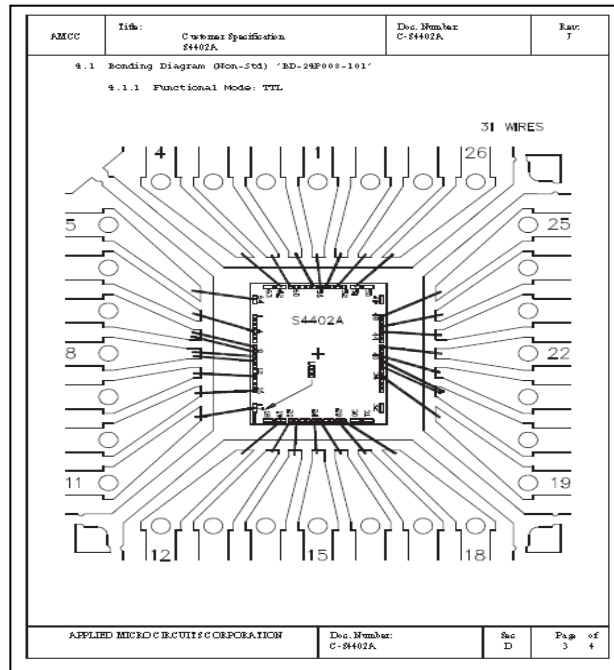 AMCC
Title:
Customer Specification
S4402A
Doc. Number
C-S4402A
Rev:
J
4.1 Bonding Diagram (Non-Std) 'BD-24P008-101'
4.1.1 Functional Mode: TTL
31 WIRES
4
1
26
5
25
S4402A
8
22
11
19
12
15
18
APPLIED MICRO CIRCUITS CORPORATION
Doc. Number:
C-S4402A
Sec
D
Page of
3 4